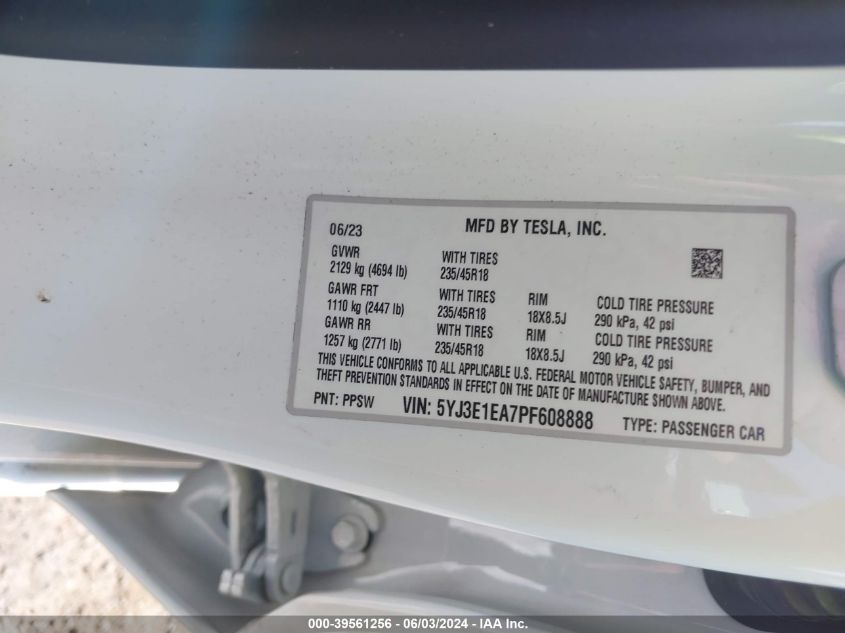 06/23 MFD BY TESLA, INC.
GVWR WITH TIRES
2129 kg (4694 lb) 235/45R18
GAWR FRT WITH TIRES RIM COLD TIRE PRESSURE
1110 kg (2447 lb) 235/45R18 18X8.5J 290 kPa, 42 psi
GAWR RR WITH TIRES RIM COLD TIRE PRESSURE
1257 kg (2771 lb) 235/45R18 18X8.5J 290 kPa, 42 psi
THIS VEHICLE CONFORMS TO ALL APPLICABLE U.S. FEDERAL MOTOR VEHICLE SAFETY, BUMPER, AND
THEFT PREVENTION STANDARDS IN EFFECT ON THE DATE OF MANUFACTURE SHOWN ABOVE.
PNT: PPSW VIN: 5YJ3E1EA7PF608888 TYPE: PASSENGER CAR
000-39561256 - 06/03/2024 - IAA Inc.